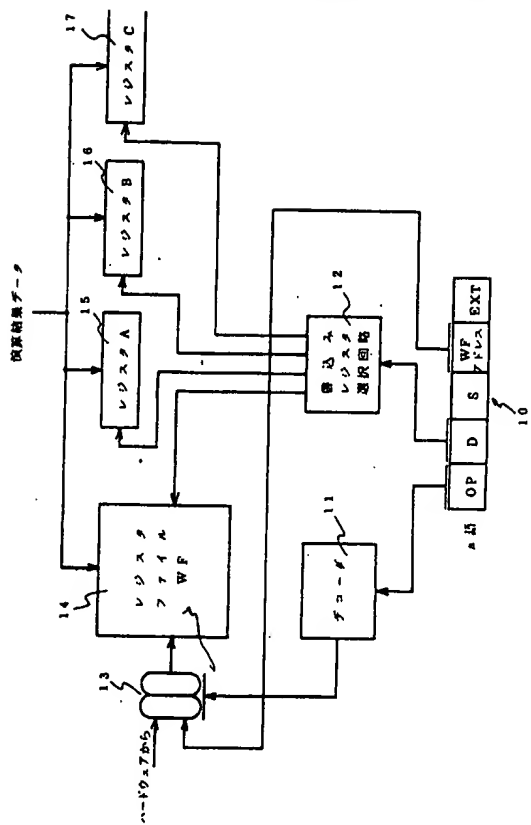 演算結果データ
14
レジスタ
ファイル
WF
15
レジスタA
16
レジスタB
17
レジスタC
13
ハードウェアから
11
デコーダ
12
書込み
レジスタ
選択回路
μ語
OP
D
S
WF
アドレス
EXT
10